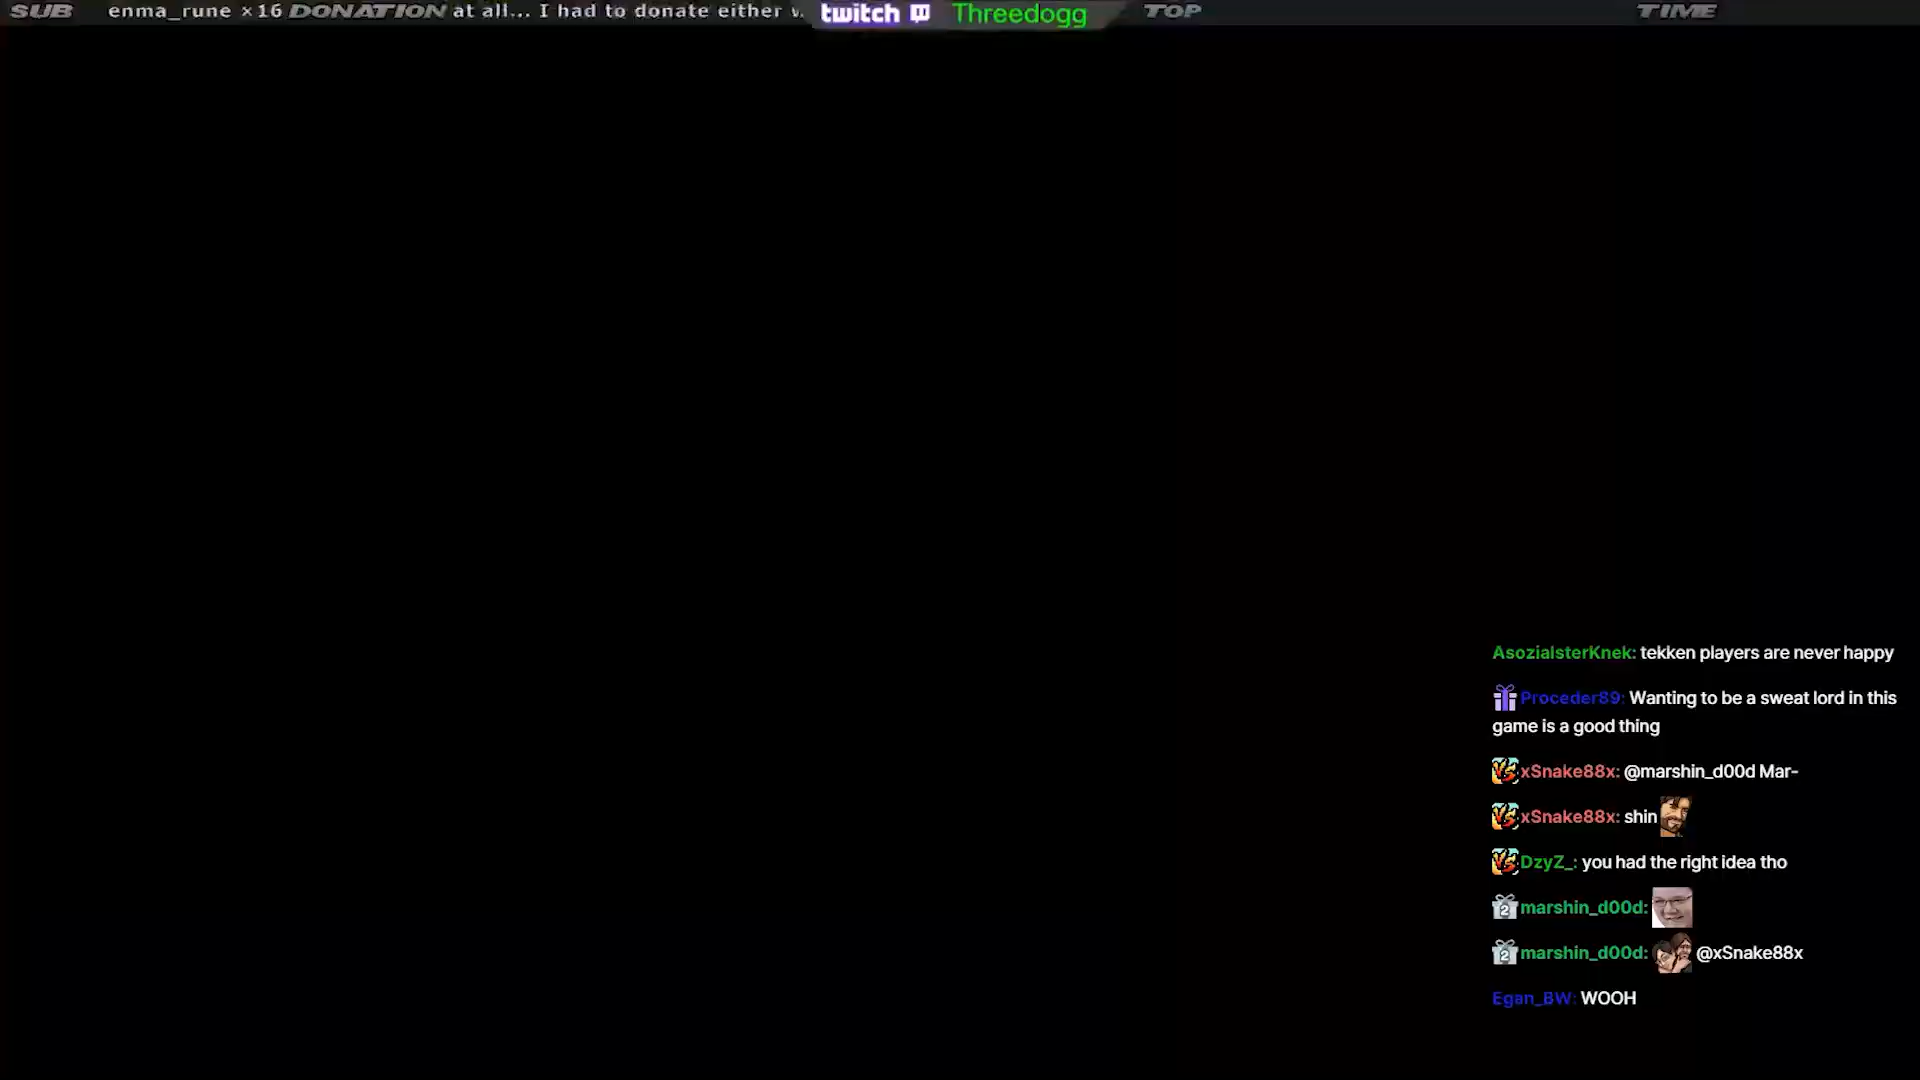 SUB enma_rune ×16 DONATION at all... I had to donate either twitch Threedogg TOP TIME
AsozialsterKnek: tekken players are never happy
Proceder89: Wanting to be a sweat lord in this
game is a good thing
xSnake88x: @marshin_d00d Mar-
xSnake88x: shin
DzyZ_: you had the right idea tho
marshin_d00d:
marshin_d00d: @xSnake88x
Egan_BW: WOOH